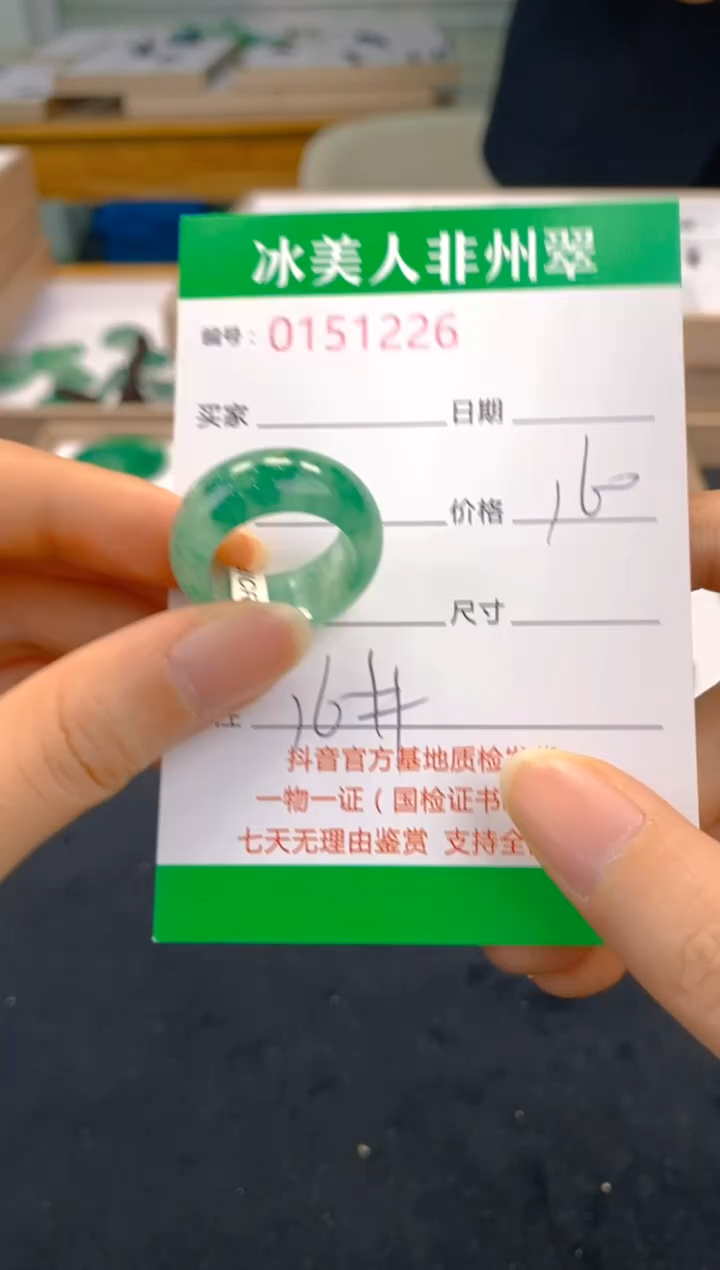 冰美人非州翠
编号：0151226
买家 日期
价格 160
尺寸
16#
抖音官方基地质检
一物一证（国检证书
七天无理由鉴赏 支持全